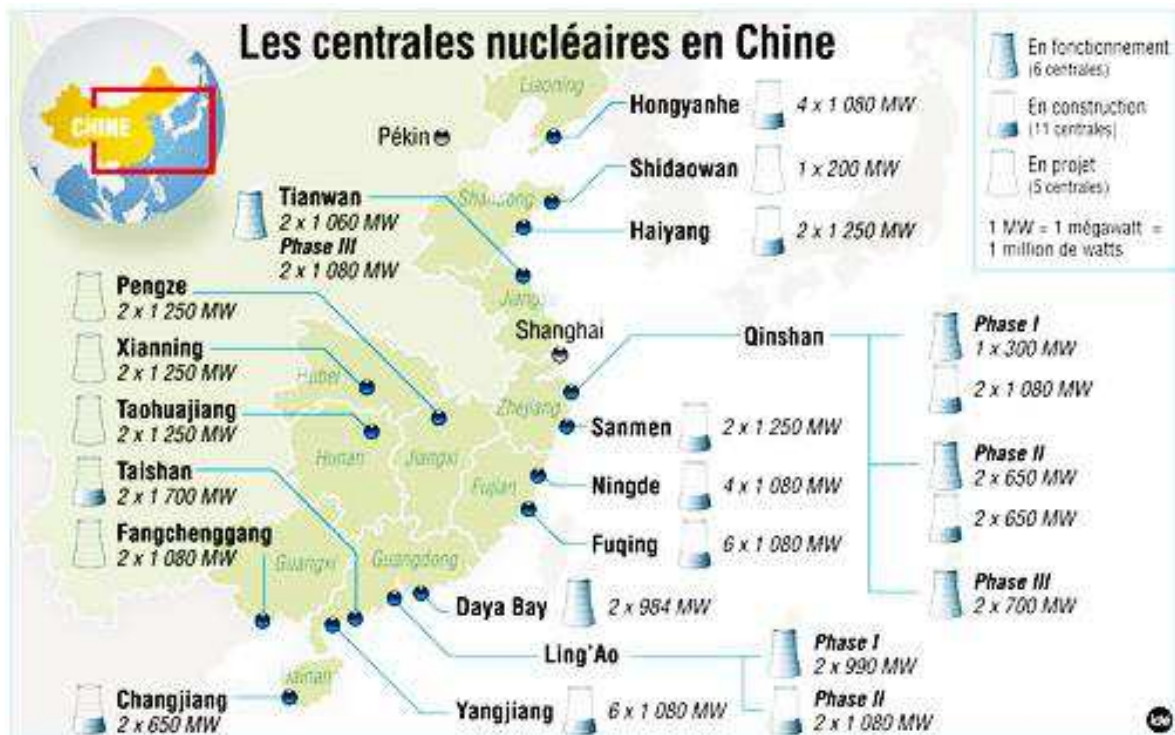 Les centrales nucléaires en Chine
CHINE
En fonctionnement
(6 centrales)
En construction
(11 centrales)
En projet
(5 centrales)
1 MW = 1 mégawatt =
1 million de watts
Liaoning
Hongyanhe
4 x 1 080 MW
Pékin
Shidaowan
1 x 200 MW
Shandong
Haiyang
2 x 1 250 MW
Tianwan
2 x 1 060 MW
Phase III
2 x 1 080 MW
Jiang
Shanghai
Pengze
2 x 1 250 MW
Xianning
2 x 1 250 MW
Taohuajiang
2 x 1 250 MW
Taishan
2 x 1 700 MW
Fangchenggang
2 x 1 080 MW
Changjiang
2 x 650 MW
Hubei
Zhejiang
Hunan
Jiangxi
Fujian
Guangxi
Guangdong
Hainan
Qinshan
Phase I
1 x 300 MW
2 x 1 080 MW
Phase II
2 x 650 MW
2 x 650 MW
Phase III
2 x 700 MW
Sanmen
2 x 1 250 MW
Ningde
4 x 1 080 MW
Fuqing
6 x 1 080 MW
Daya Bay
2 x 984 MW
Ling'Ao
Phase I
2 x 990 MW
Phase II
2 x 1 080 MW
Yangjiang
6 x 1 080 MW